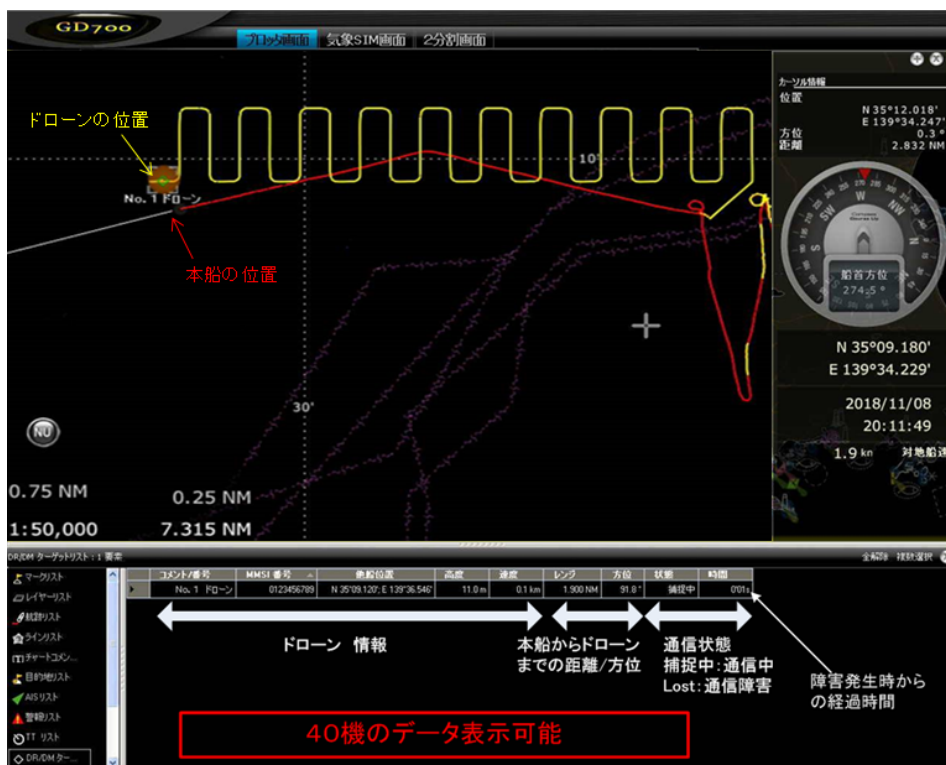 GD700
プロッタ画面 気象SIM画面 2分割画面
ドローンの位置
No. 1 ドローン
本船の位置
10'
30'
NU
0.75 NM
0.25 NM
1:50,000
7.315 NM
カーソル情報
位置
N 35°12.018'
E 139°34.247'
方位 0.3 °
距離 2.832 NM
船首方位
274.5 °
N 35°09.180'
E 139°34.229'
2018/11/08
20:11:49
1.9 kn 対地船速
DR/DM ターゲットリスト : 1 要素
全解除 複数選択
マークリスト
レイヤーリスト
航跡リスト
ラインリスト
チャートコメン...
目的地リスト
AIS リスト
警報リスト
TT リスト
DR/DM ター...
コメント/番号 MMSI 番号 他船位置 高度 速度 レンジ 方位 状態 時間
No. 1 ドローン 0123456789 N 35°09.120'; E 139°36.546' 11.0 m 0.1 km 1.900 NM 91.8 ° 捕捉中 0'01s
ドローン 情報
本船からドローン
までの距離/方位
通信状態
捕捉中:通信中
Lost:通信障害
障害発生時から
の経過時間
40機のデータ表示可能